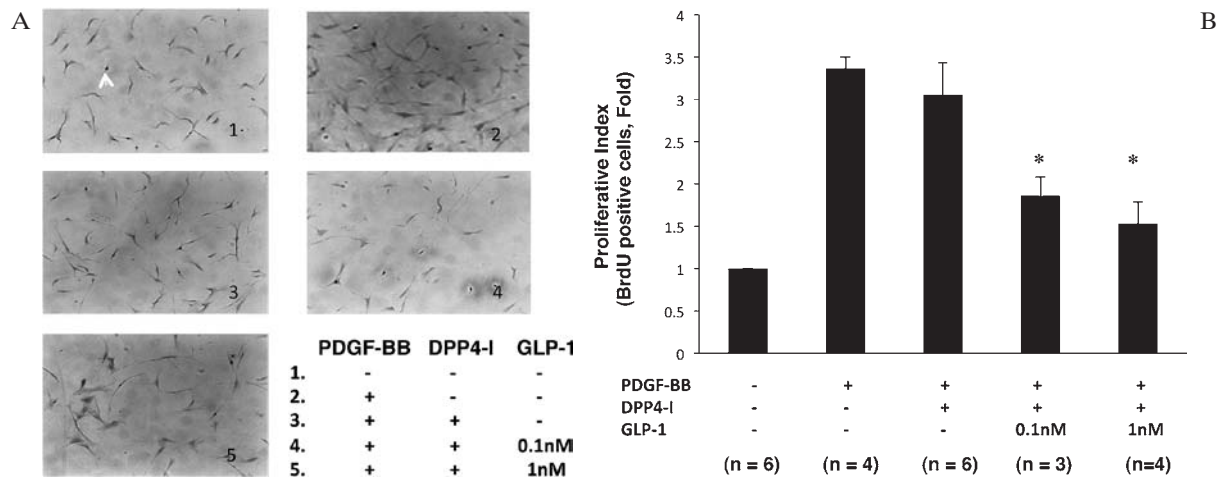 A
1
2
3
4
5
PDGF-BB DPP4-I GLP-1
1. - - -
2. + - -
3. + + -
4. + + 0.1nM
5. + + 1nM
B
Proliferative Index
(BrdU positive cells, Fold)
4
3.5
3
2.5
2
1.5
1
0.5
0
* *
PDGF-BB - + + + +
DPP4-I - - + + +
GLP-1 - - - 0.1nM 1nM
(n = 6) (n = 4) (n = 6) (n = 3) (n=4)